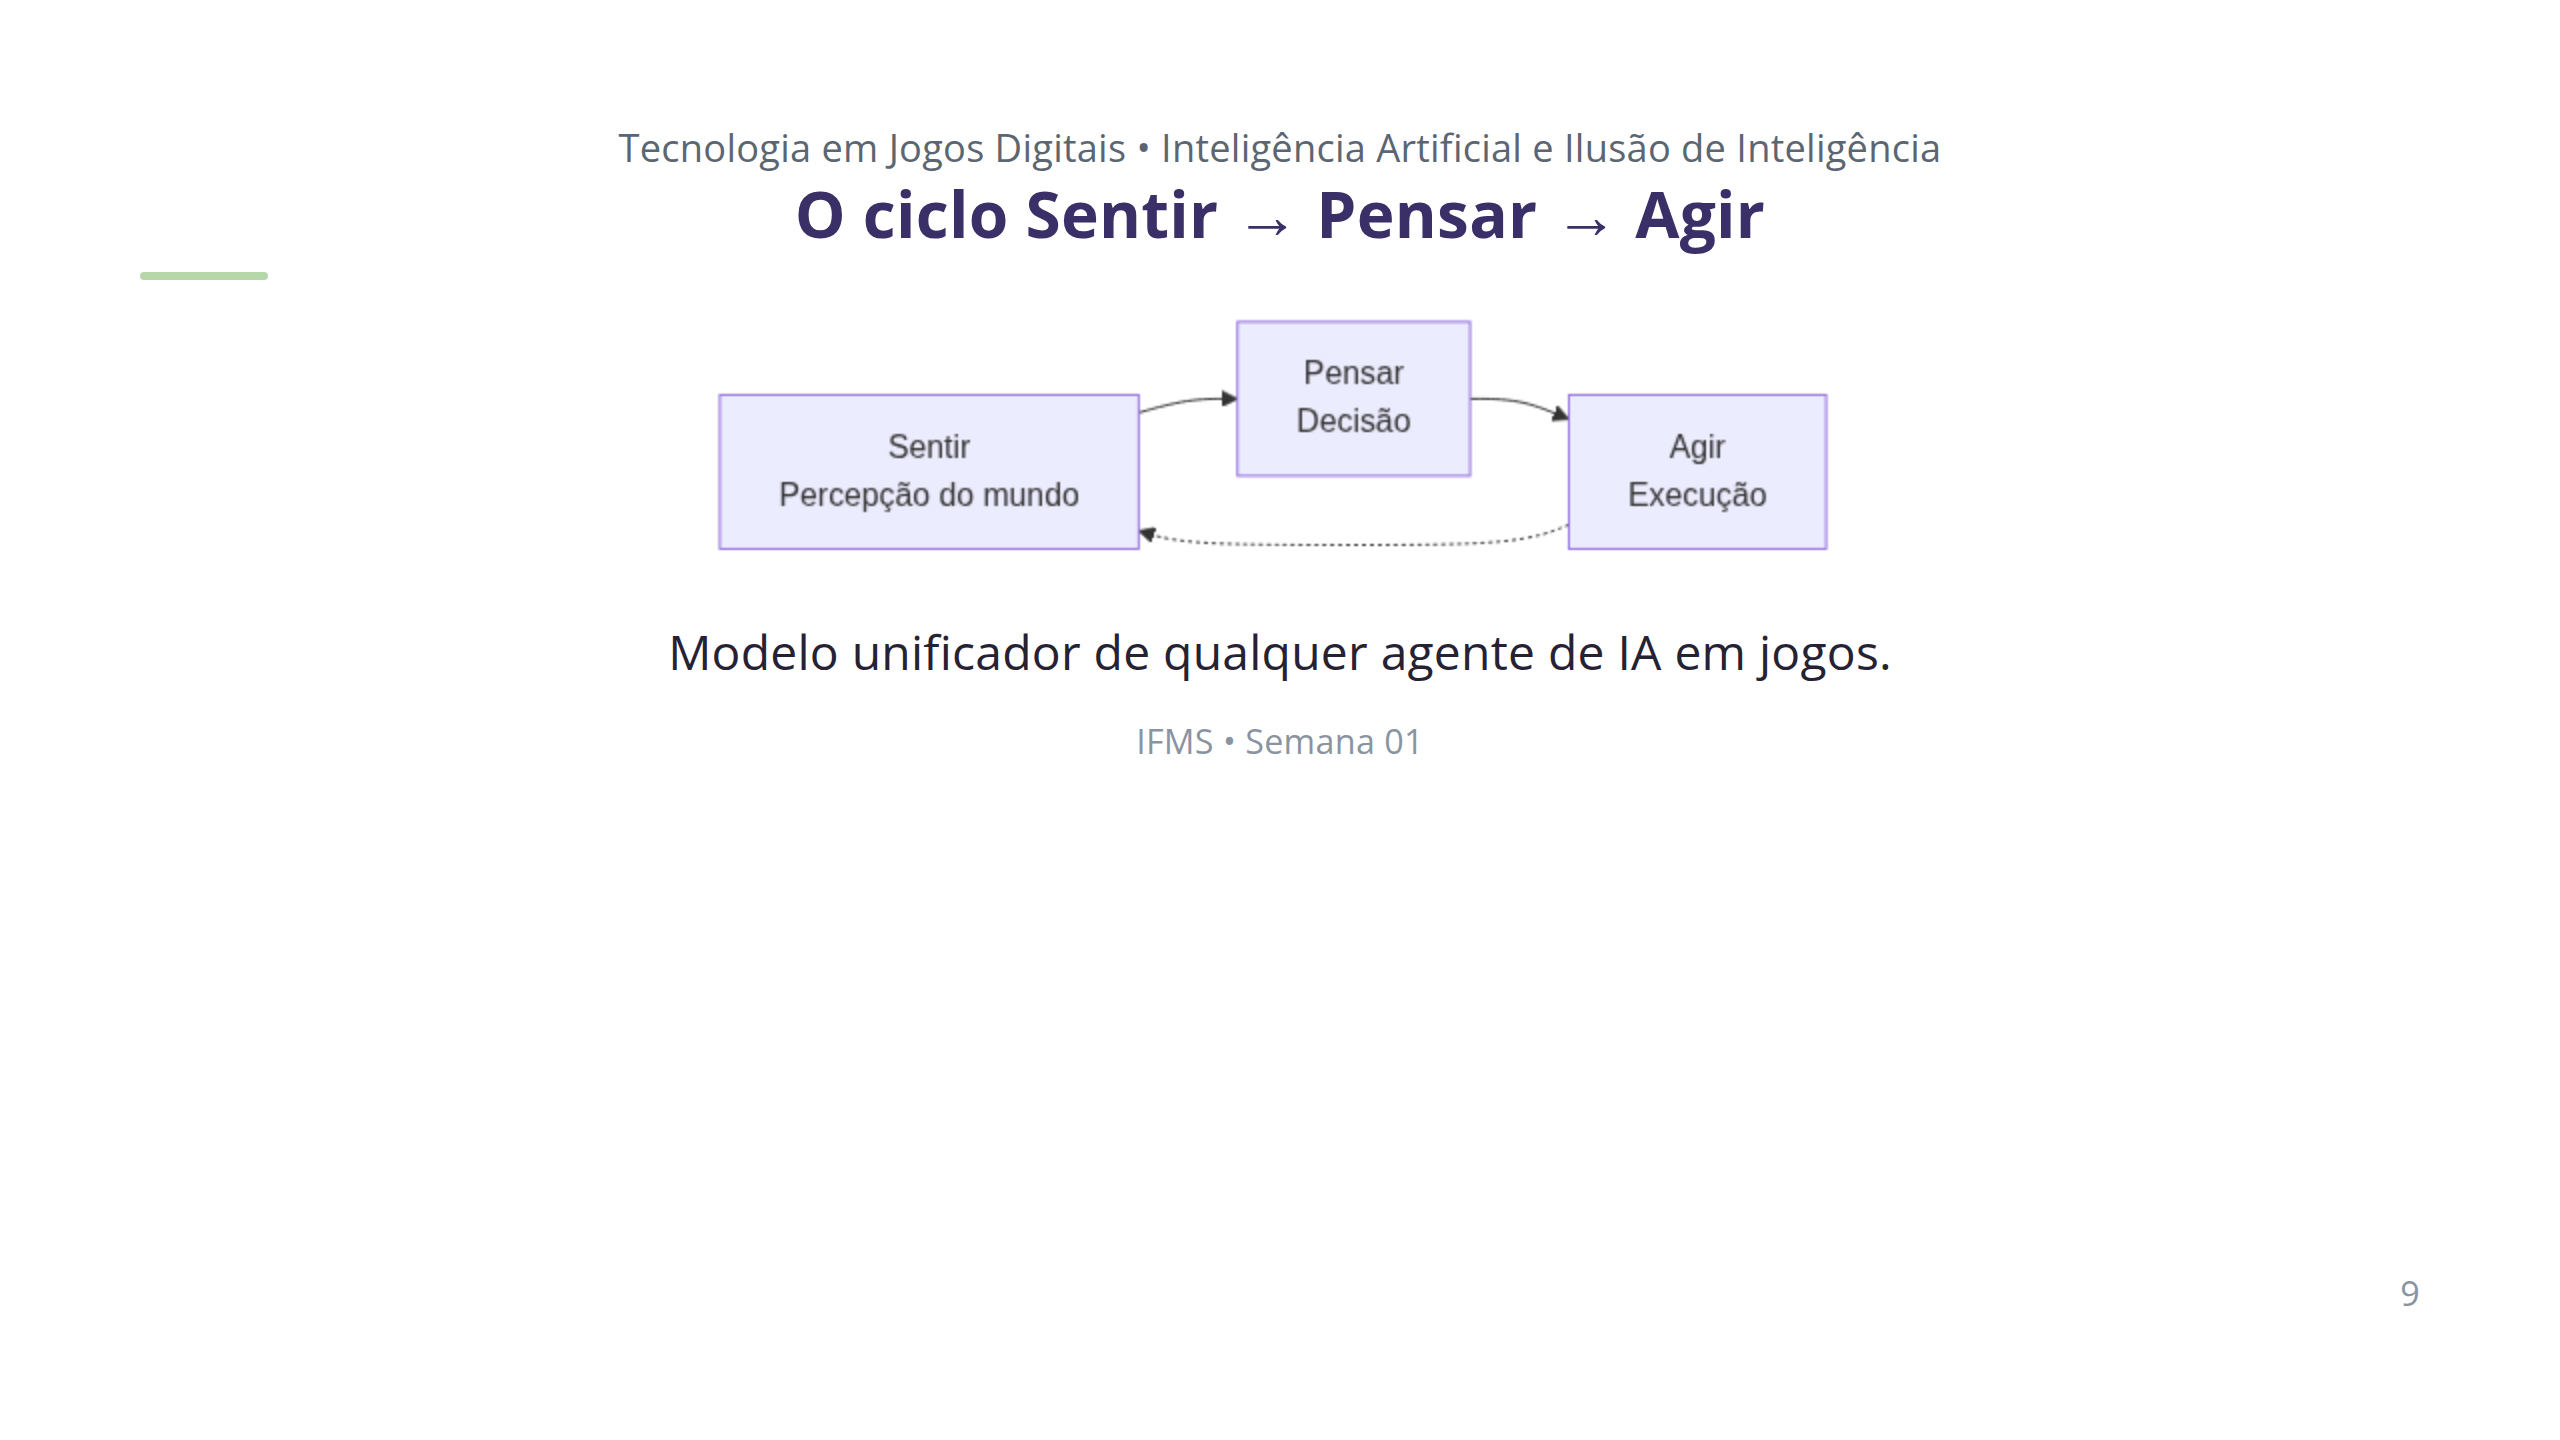 Tecnologia em Jogos Digitais • Inteligência Artificial e Ilusão de Inteligência
O ciclo Sentir → Pensar → Agir
Pensar
Decisão
Sentir
Percepção do mundo
Agir
Execução
Modelo unificador de qualquer agente de IA em jogos.
IFMS • Semana 01
9